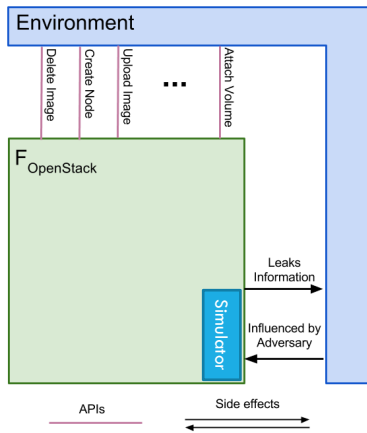 Environment
Delete Image
Create Node
Upload Image
...
Attach Volume
F OpenStack
Leaks
Information
Simulator
Influenced by
Adversary
APIs
Side effects